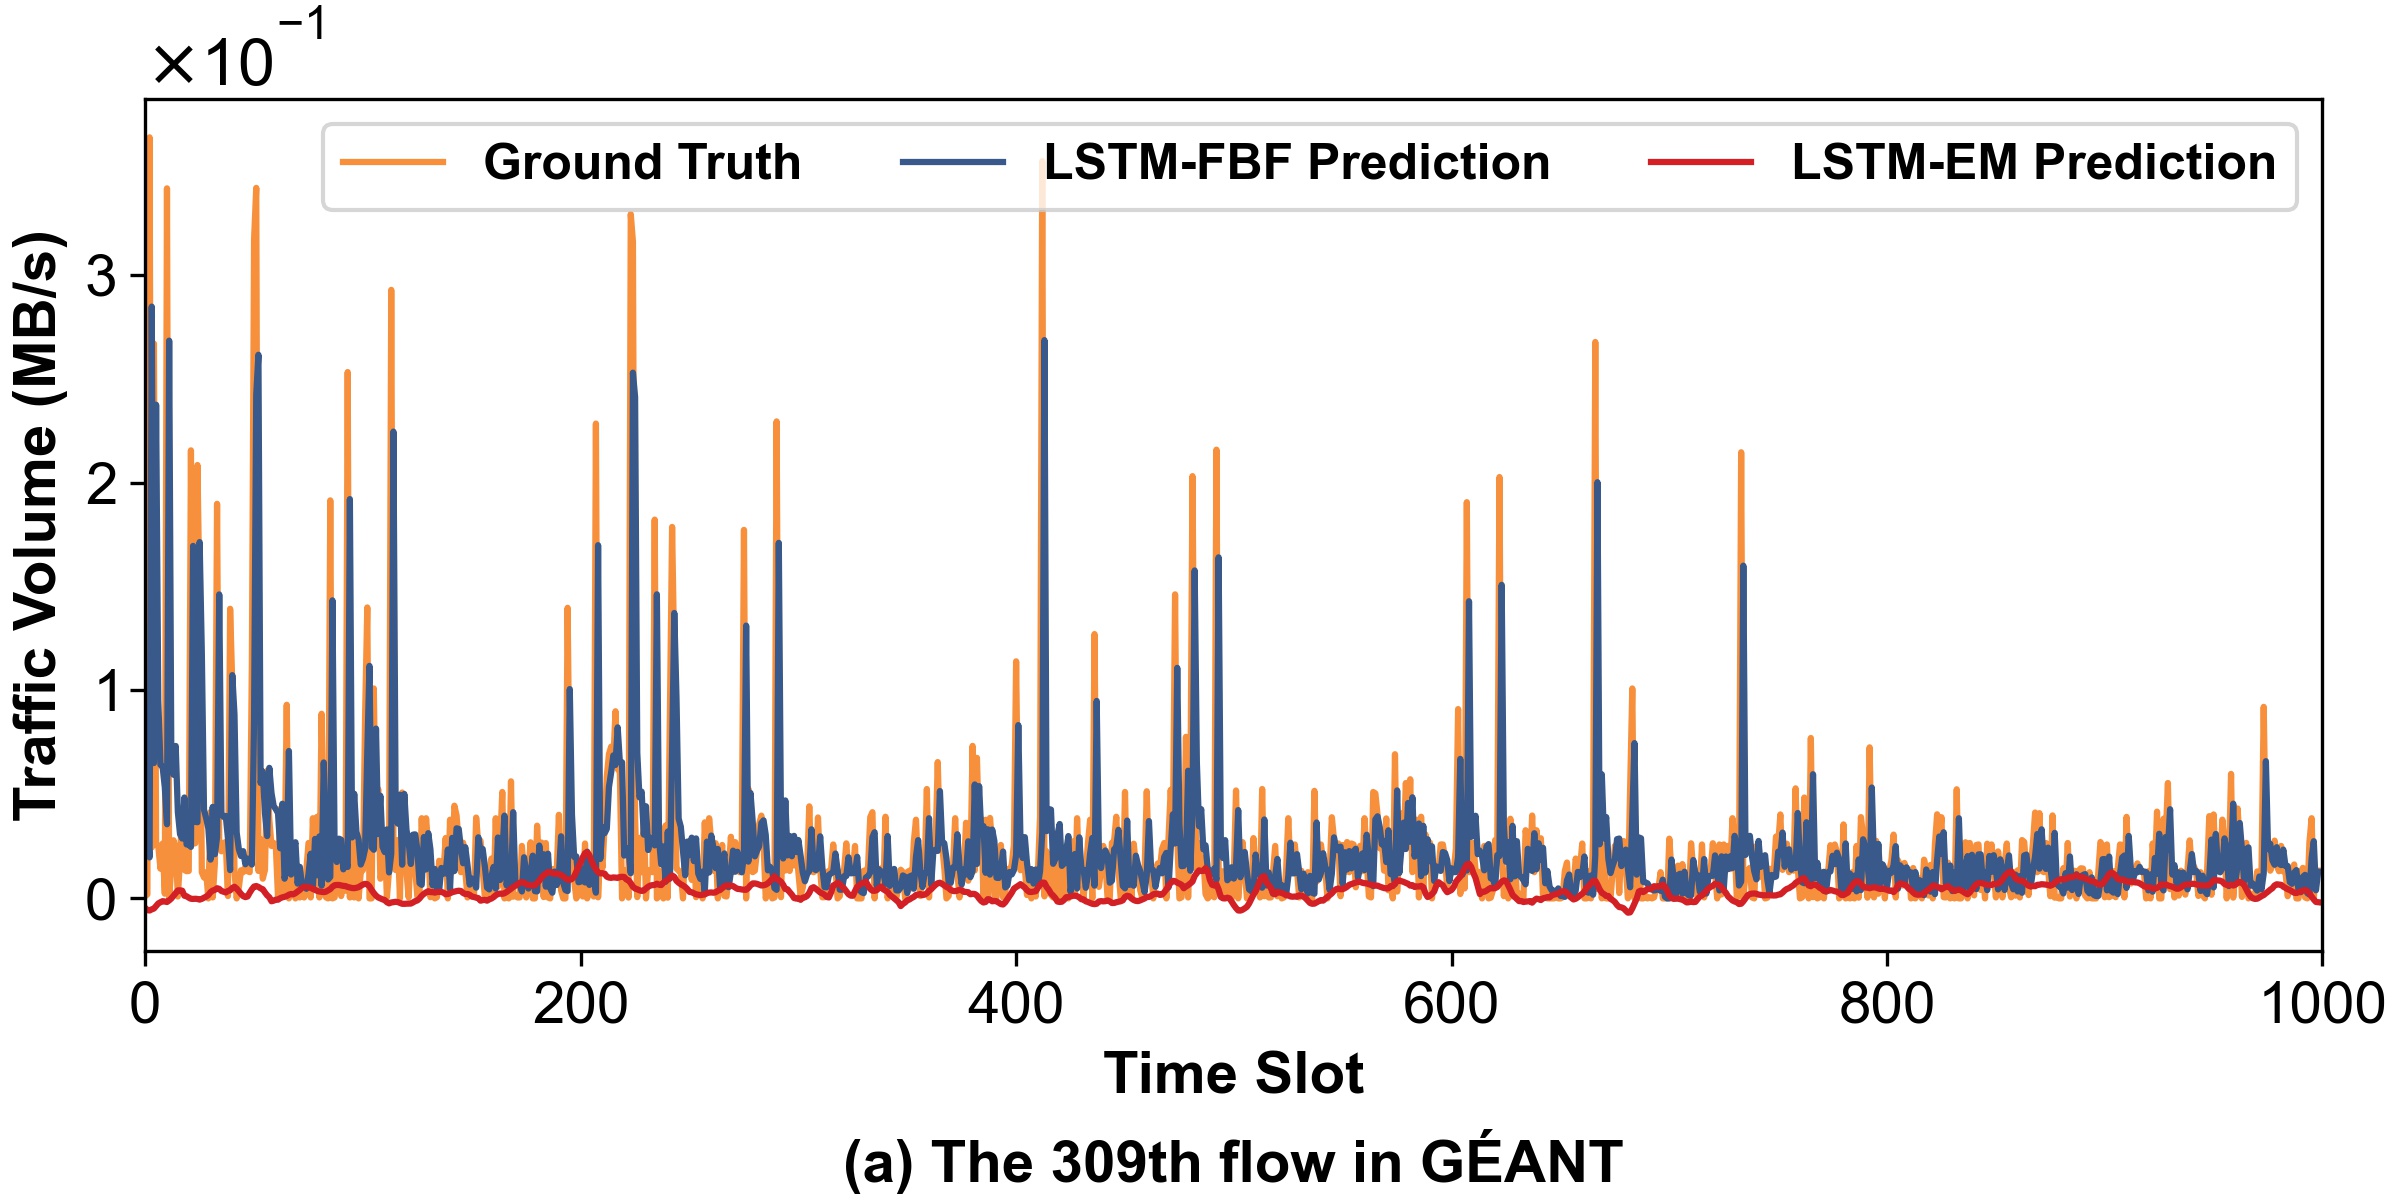 ×10⁻¹
Ground Truth LSTM-FBF Prediction LSTM-EM Prediction
Traffic Volume (MB/s)
3
2
1
0
0 200 400 600 800 1000
Time Slot
(a) The 309th flow in GÉANT